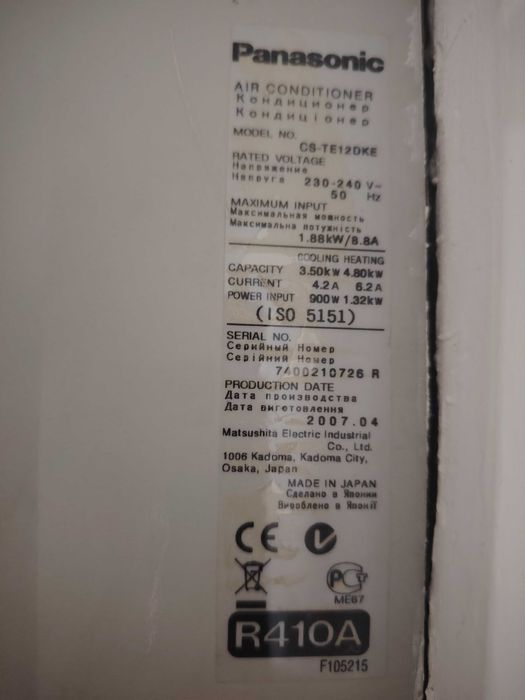 Panasonic
AIR CONDITIONER
Кондиционер
Кондиціонер
MODEL NO.
CS-TE12DKE
RATED VOLTAGE
Напряжение
Напруга 230-240 V~
50 Hz
MAXIMUM INPUT
Максимальная мощность
Максимальна потужність
1.88kW/8.8A
COOLING HEATING
CAPACITY 3.50kW 4.80kW
CURRENT 4.2A 6.2A
POWER INPUT 900W 1.32kW
(ISO 5151)
SERIAL NO.
Серийный Номер
Серійний Номер
7400210726 R
PRODUCTION DATE
Дата производства
Дата виготовлення
2007.04
Matsushita Electric Industrial
Co., Ltd.
1006 Kadoma, Kadoma City,
Osaka, Japan
MADE IN JAPAN
Сделано в Японии
Вироблено в Японії
CE
РСТ
ME67
R410A
F105215